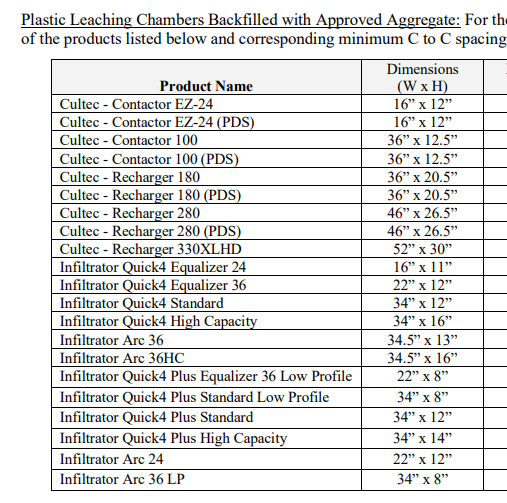 Plastic Leaching Chambers Backfilled with Approved Aggregate: For the
of the products listed below and corresponding minimum C to C spacing
Product Name Dimensions (W x H)
Cultec - Contactor EZ-24 16” x 12”
Cultec - Contactor EZ-24 (PDS) 16” x 12”
Cultec - Contactor 100 36” x 12.5”
Cultec - Contactor 100 (PDS) 36” x 12.5”
Cultec - Recharger 180 36” x 20.5”
Cultec - Recharger 180 (PDS) 36” x 20.5”
Cultec - Recharger 280 46” x 26.5”
Cultec - Recharger 280 (PDS) 46” x 26.5”
Cultec - Recharger 330XLHD 52” x 30”
Infiltrator Quick4 Equalizer 24 16” x 11”
Infiltrator Quick4 Equalizer 36 22” x 12”
Infiltrator Quick4 Standard 34” x 12”
Infiltrator Quick4 High Capacity 34” x 16”
Infiltrator Arc 36 34.5” x 13”
Infiltrator Arc 36HC 34.5” x 16”
Infiltrator Quick4 Plus Equalizer 36 Low Profile 22” x 8”
Infiltrator Quick4 Plus Standard Low Profile 34” x 8”
Infiltrator Quick4 Plus Standard 34” x 12”
Infiltrator Quick4 Plus High Capacity 34” x 14”
Infiltrator Arc 24 22” x 12”
Infiltrator Arc 36 LP 34” x 8”